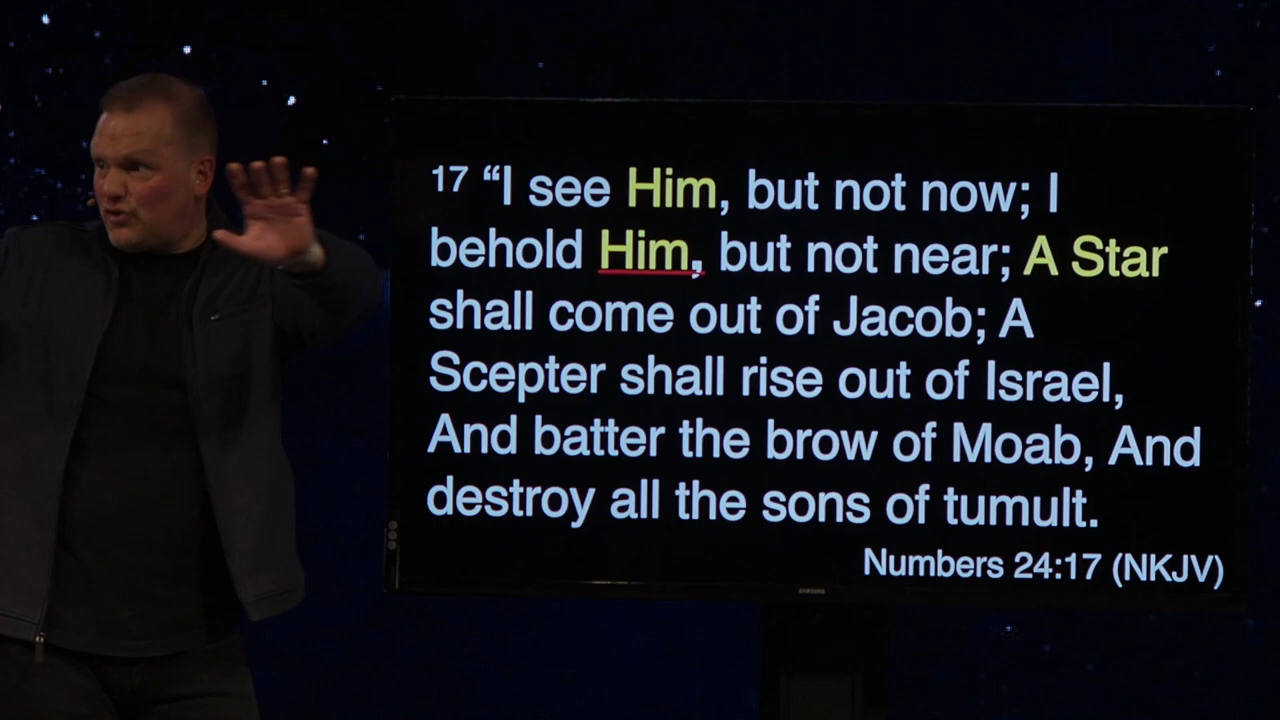 17 “I see Him, but not now; I
behold Him, but not near; A Star
shall come out of Jacob; A
Scepter shall rise out of Israel,
And batter the brow of Moab, And
destroy all the sons of tumult.
Numbers 24:17 (NKJV)
SAMSUNG